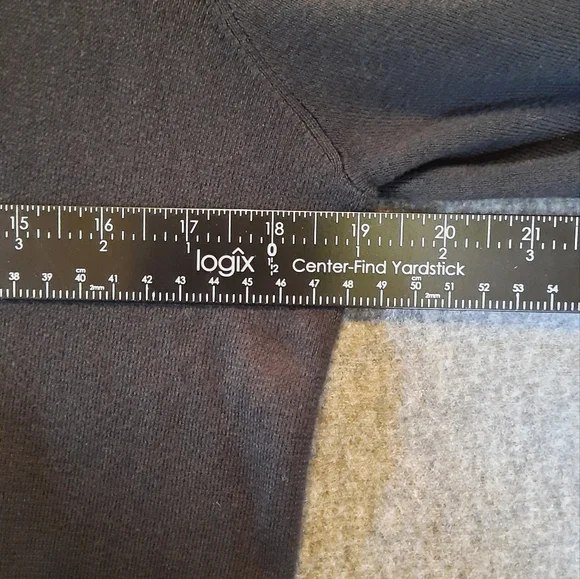 15 16 17 18 19 20 21
3 2 1 0 1 2 3
logix 1/2 Center-Find Yardstick
cm cm
38 39 40 41 42 43 44 45 46 47 48 49 50 51 52 53 54
2mm 2mm